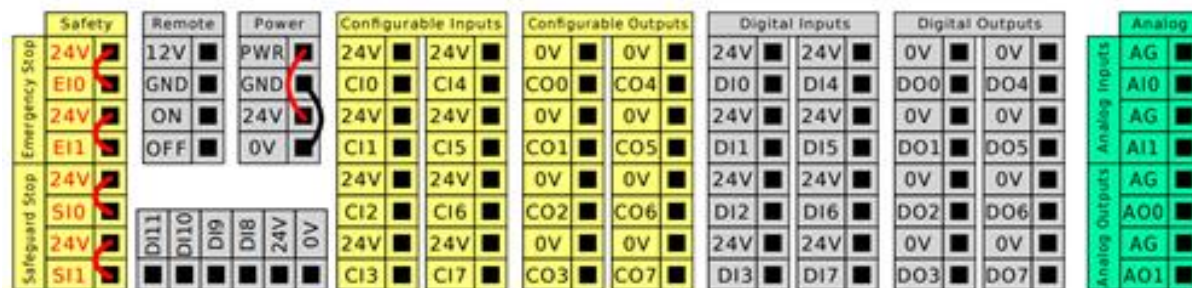 Safety Remote Power Configurable Inputs Configurable Outputs Digital Inputs Digital Outputs Analog
Emergency Stop
Safeguard Stop
Analog Inputs
Analog Outputs
24V 12V PWR 24V 24V 0V 0V 24V 24V 0V 0V AG
EI0 GND GND CI0 CI4 CO0 CO4 DI0 DI4 DO0 DO4 AI0
24V ON 24V 24V 24V 0V 0V 24V 24V 0V 0V AG
EI1 OFF 0V CI1 CI5 CO1 CO5 DI1 DI5 DO1 DO5 AI1
24V 24V 24V 0V 0V 24V 24V 0V 0V AG
SI0 DI11 DI10 DI9 DI8 24V 0V CI2 CI6 CO2 CO6 DI2 DI6 DO2 DO6 AO0
24V 24V 24V 0V 0V 24V 24V 0V 0V AG
SI1 CI3 CI7 CO3 CO7 DI3 DI7 DO3 DO7 AO1